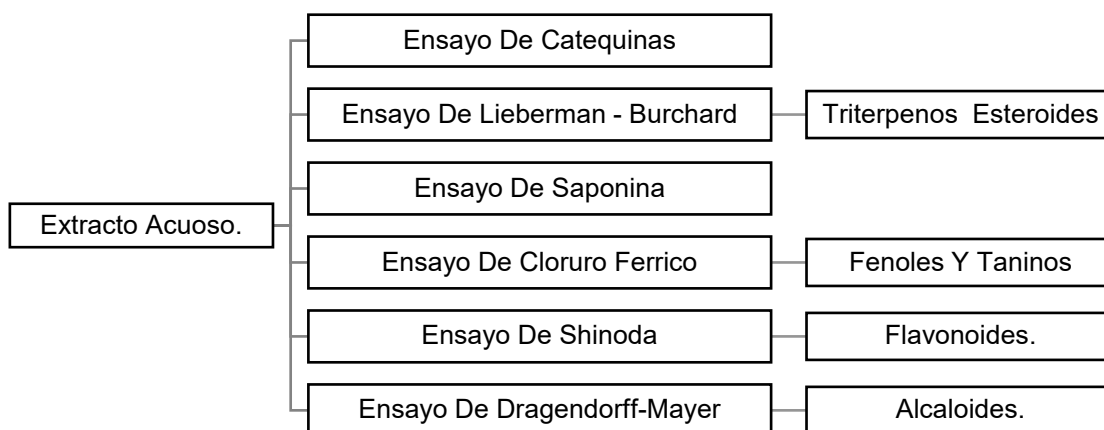 Ensayo De Catequinas
Ensayo De Lieberman - Burchard
Triterpenos Esteroides
Ensayo De Saponina
Extracto Acuoso.
Ensayo De Cloruro Ferrico
Fenoles Y Taninos
Ensayo De Shinoda
Flavonoides.
Ensayo De Dragendorff-Mayer
Alcaloides.